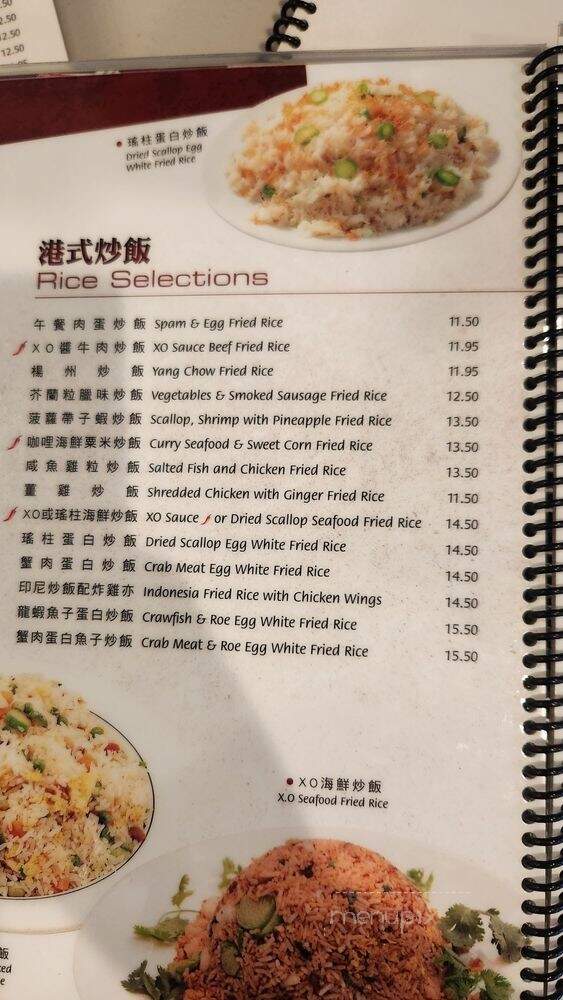 2.50
12.50
12.50
瑤柱蛋白炒飯
Dried Scallop Egg
White Fried Rice
港式炒飯
Rice Selections
午餐肉蛋炒飯 Spam & Egg Fried Rice 11.50
XO醬牛肉炒飯 XO Sauce Beef Fried Rice 11.95
楊州炒飯 Yang Chow Fried Rice 11.95
芥蘭粒臘味炒飯 Vegetables & Smoked Sausage Fried Rice 12.50
菠蘿帶子蝦炒飯 Scallop, Shrimp with Pineapple Fried Rice 13.50
咖哩海鮮粟米炒飯 Curry Seafood & Sweet Corn Fried Rice 13.50
咸魚雞粒炒飯 Salted Fish and Chicken Fried Rice 13.50
薑雞炒飯 Shredded Chicken with Ginger Fried Rice 11.50
XO或瑤柱海鮮炒飯 XO Sauce or Dried Scallop Seafood Fried Rice 14.50
瑤柱蛋白炒飯 Dried Scallop Egg White Fried Rice 14.50
蟹肉蛋白炒飯 Crab Meat Egg White Fried Rice 14.50
印尼炒飯配炸雞亦 Indonesia Fried Rice with Chicken Wings 14.50
龍蝦魚子蛋白炒飯 Crawfish & Roe Egg White Fried Rice 15.50
蟹肉蛋白魚子炒飯 Crab Meat & Roe Egg White Fried Rice 15.50
XO海鮮炒飯
X.O Seafood Fried Rice
menupix
飯